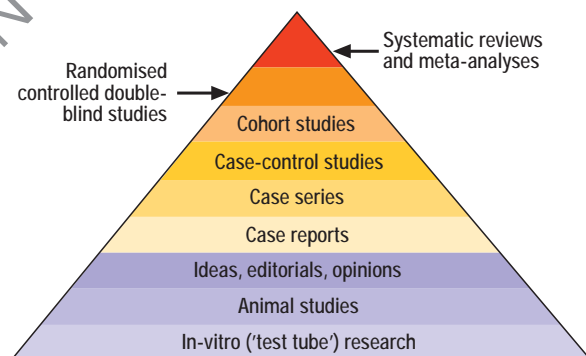 Systematic reviews
and meta-analyses
Randomised
controlled double-
blind studies
Cohort studies
Case-control studies
Case series
Case reports
Ideas, editorials, opinions
Animal studies
In-vitro ('test tube') research